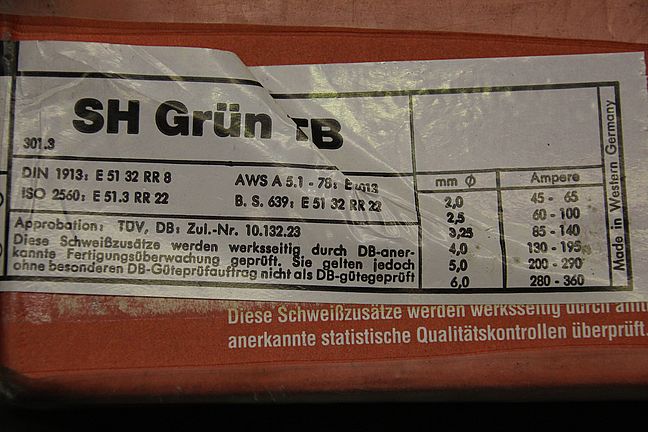 SH Grün TB
301.3
DIN 1913: E 51 32 RR 8
ISO 2560: E 51.3 RR 22
AWS A 5.1 - 78: E
B. S. 639: E 51 32 RR 22
Approbation: TÜV, DB: Zul.-Nr. 10.132.23
Diese Schweißzusätze werden werksseitig durch DB-aner-
kannte Fertigungsüberwachung geprüft. Sie gelten jedoch
ohne besonderen DB-Güteprüfauftrag nicht als DB-gütegeprüft
mm Ø Ampere
2,0 45 - 65
2,5 60 - 100
3,25 85 - 140
4,0 130 - 195
5,0 200 - 290
6,0 280 - 360
Made in Western Germany
Diese Schweißzusätze werden werksseitig durch amt
anerkannte statistische Qualitätskontrollen überprüft.